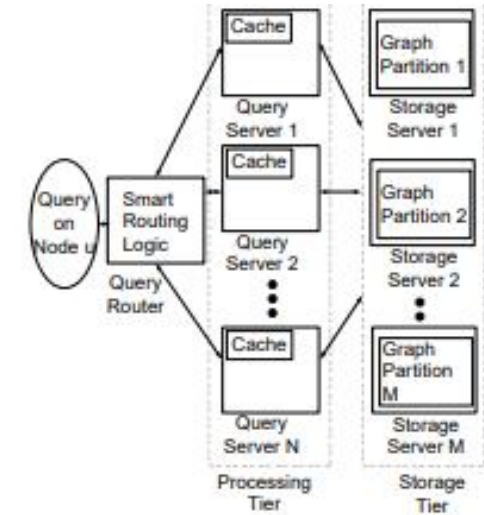 Query
on
Node u
Smart
Routing
Logic
Query
Router
Cache
Query
Server 1
Cache
Query
Server 2
Cache
Query
Server N
Processing
Tier
Graph
Partition 1
Storage
Server 1
Graph
Partition 2
Storage
Server 2
Graph
Partition
M
Storage
Server M
Storage
Tier